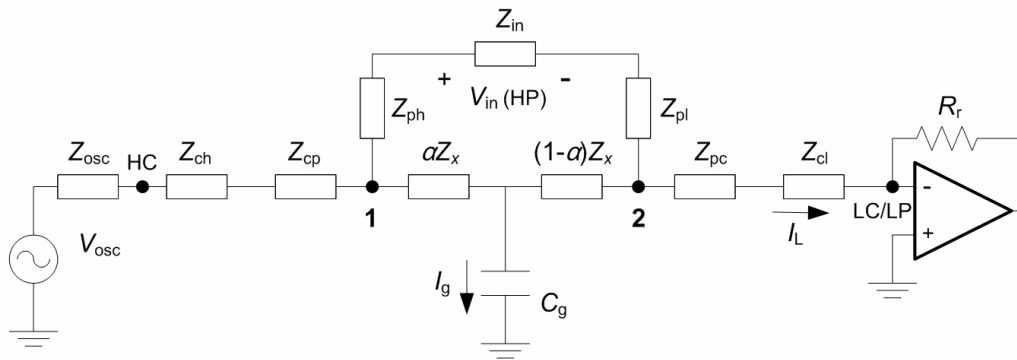 Z_in
+ -
V_in (HP)
Z_ph
Z_pl
R_r
Z_osc
HC
Z_ch
Z_cp
αZ_x
(1-α)Z_x
Z_pc
Z_cl
1
2
LC/LP
-
+
I_L
V_osc
I_g
C_g